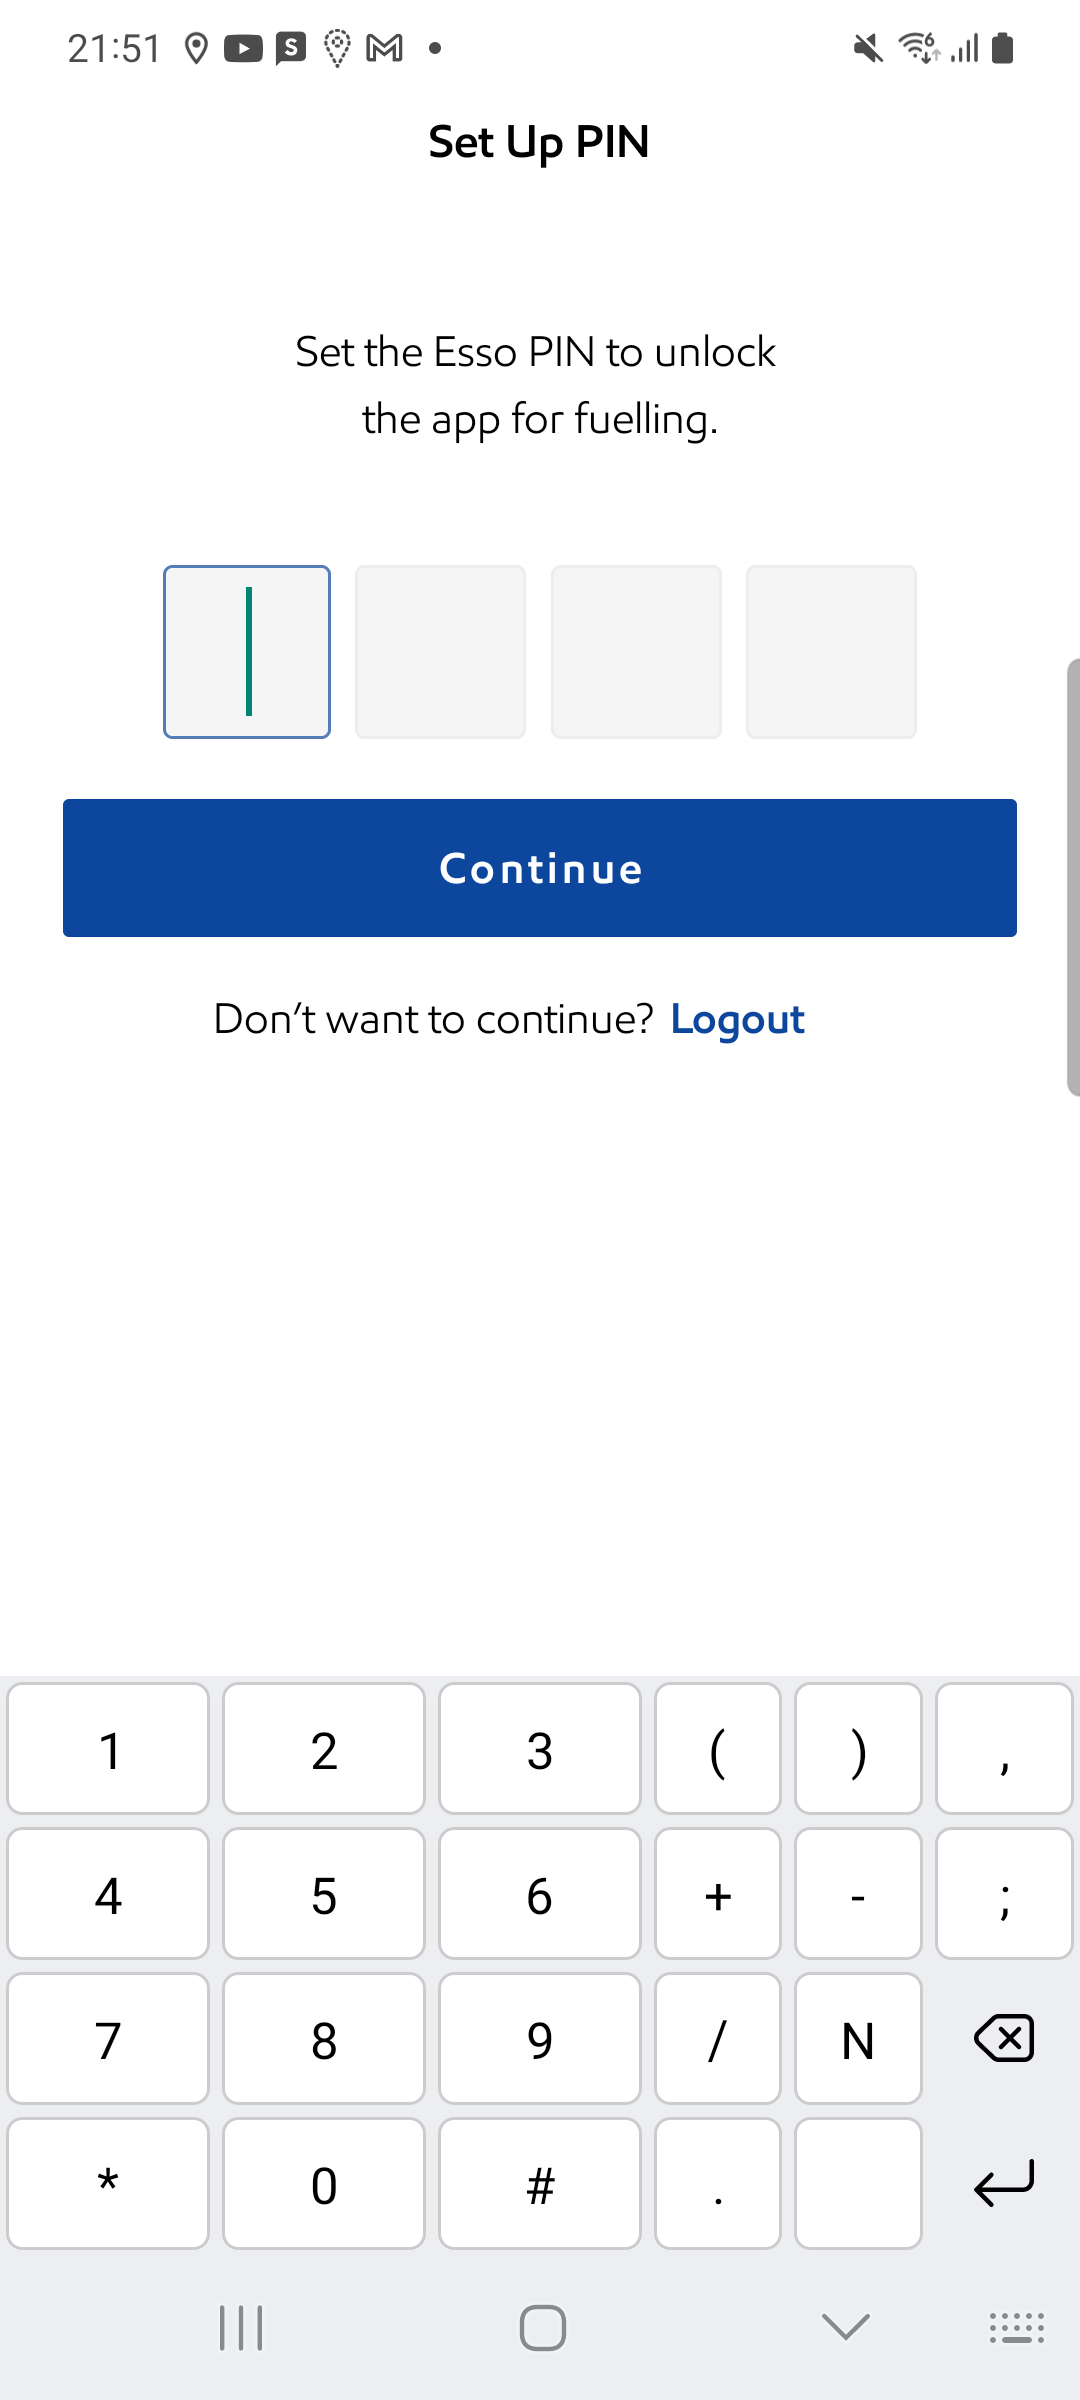 21:51
Set Up PIN
Set the Esso PIN to unlock
the app for fuelling.
Continue
Don’t want to continue? Logout
1 2 3 ( ) ,
4 5 6 + - ;
7 8 9 / N
* 0 # .